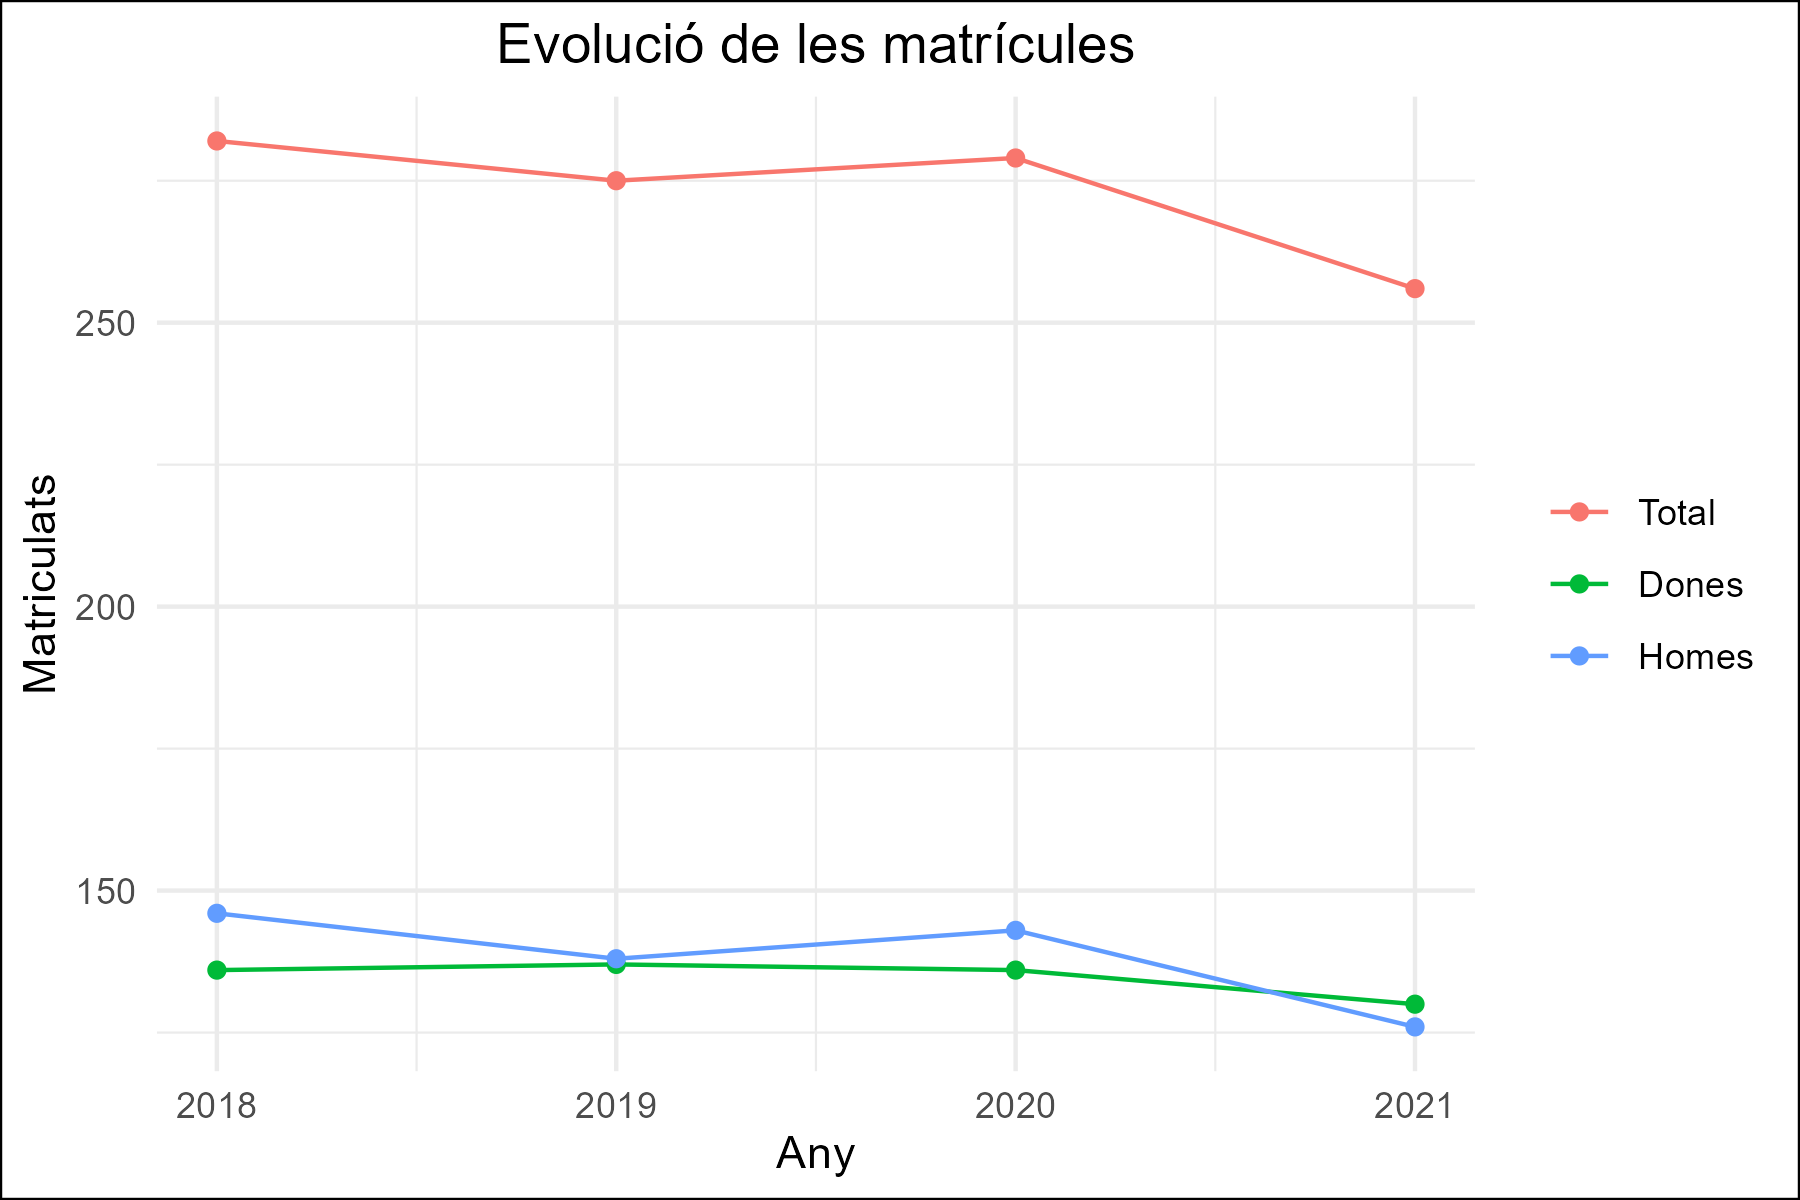 Evolució de les matrícules
Matriculats
250
200
150
2018 2019 2020 2021
Any
Total
Dones
Homes